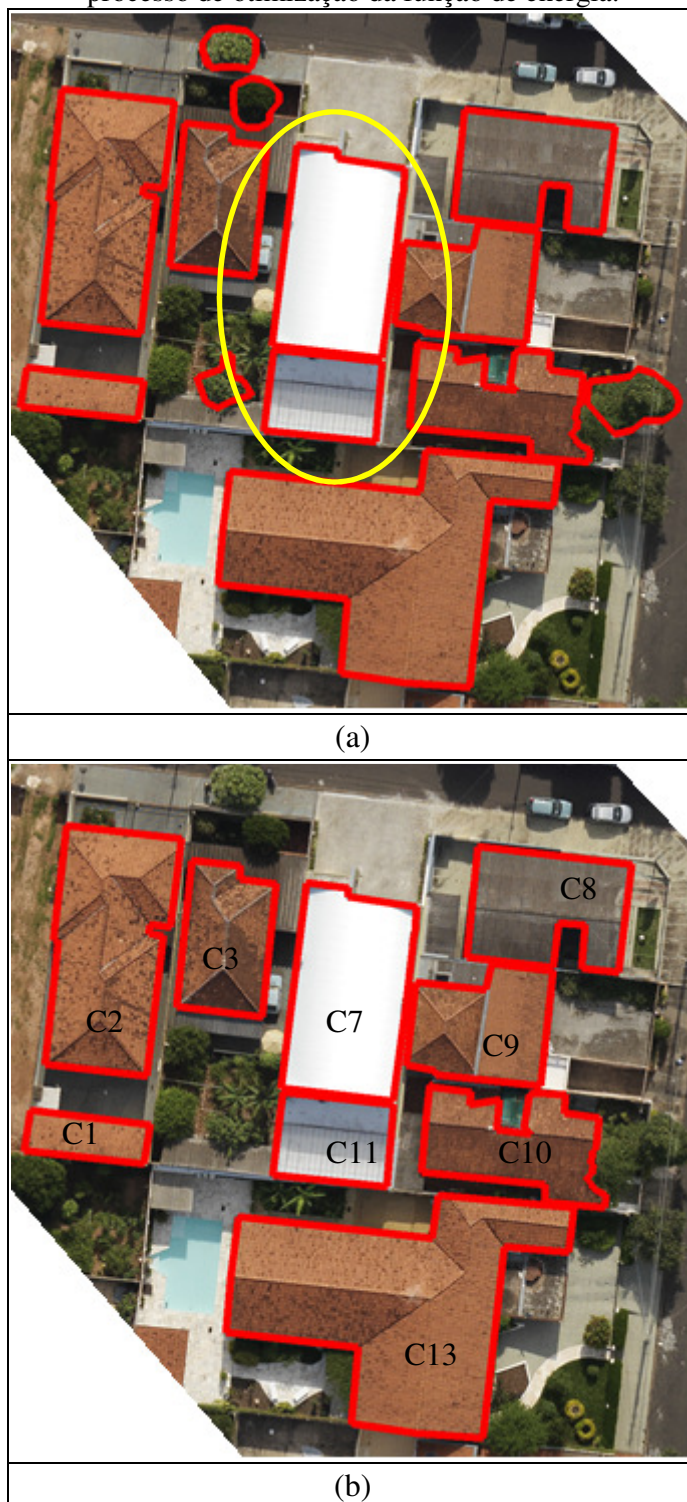 processo de otimização da função de energia.
(a)
C8
C3
C7
C2
C9
C1
C11
C10
C13
(b)